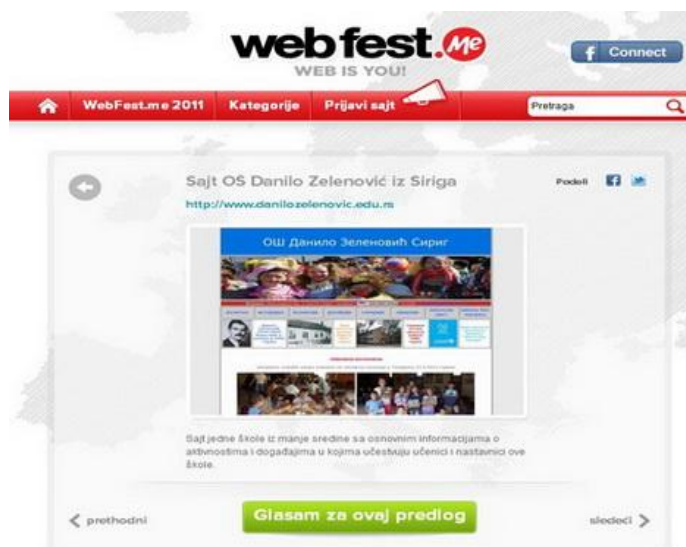 webfest.me
WEB IS YOU!
f Connect
WebFest.me 2011 Kategorije Prijavi sajt Pretraga
Sajt OŠ Danilo Zelenović iz Siriga
Podeli
http://www.danilozelenovic.edu.rs
ОШ Данило Зеленовић Сириг
Sajt jedne škole iz manje sredine sa osnovnim informacijama o
aktivnostima i događajima u kojima učestvuju učenici i nastavnici ove
škole.
prethodni
Glasam za ovaj predlog
sledeći